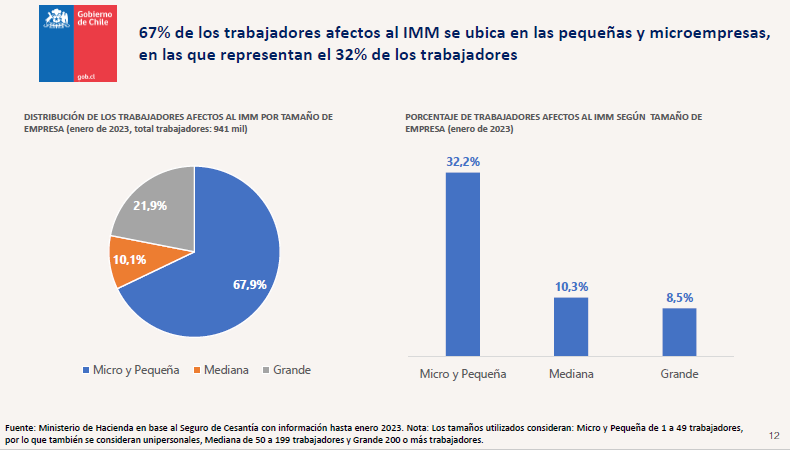 Gobierno
de Chile
gob.cl
67% de los trabajadores afectos al IMM se ubica en las pequeñas y microempresas,
en las que representan el 32% de los trabajadores
DISTRIBUCIÓN DE LOS TRABAJADORES AFECTOS AL IMM POR TAMAÑO DE
EMPRESA (enero de 2023, total trabajadores: 941 mil)
21,9%
10,1%
67,9%
Micro y Pequeña
Mediana
Grande
PORCENTAJE DE TRABAJADORES AFECTOS AL IMM SEGÚN TAMAÑO DE
EMPRESA (enero de 2023)
32,2%
10,3%
8,5%
Micro y Pequeña
Mediana
Grande
Fuente: Ministerio de Hacienda en base al Seguro de Cesantía con información hasta enero 2023. Nota: Los tamaños utilizados consideran: Micro y Pequeña de 1 a 49 trabajadores,
por lo que también se consideran unipersonales, Mediana de 50 a 199 trabajadores y Grande 200 o más trabajadores.
12